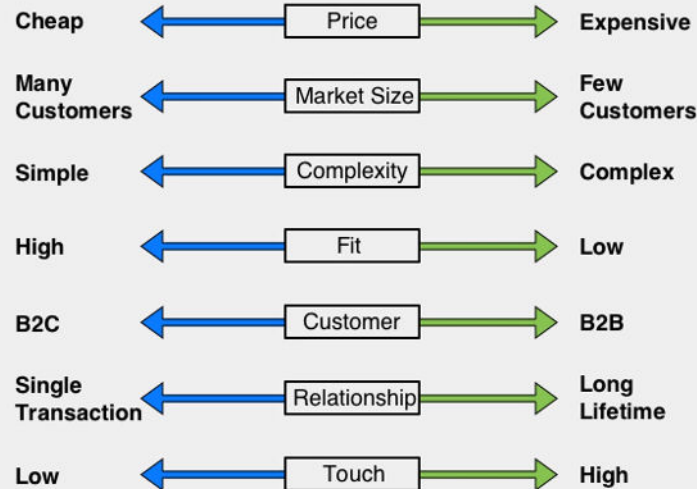 Cheap Price Expensive
Many Customers Market Size Few Customers
Simple Complexity Complex
High Fit Low
B2C Customer B2B
Single Transaction Relationship Long Lifetime
Low Touch High